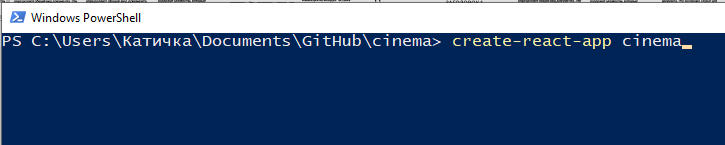 Windows PowerShell
PS C:\Users\Катичка\Documents\GitHub\cinema> create-react-app cinema